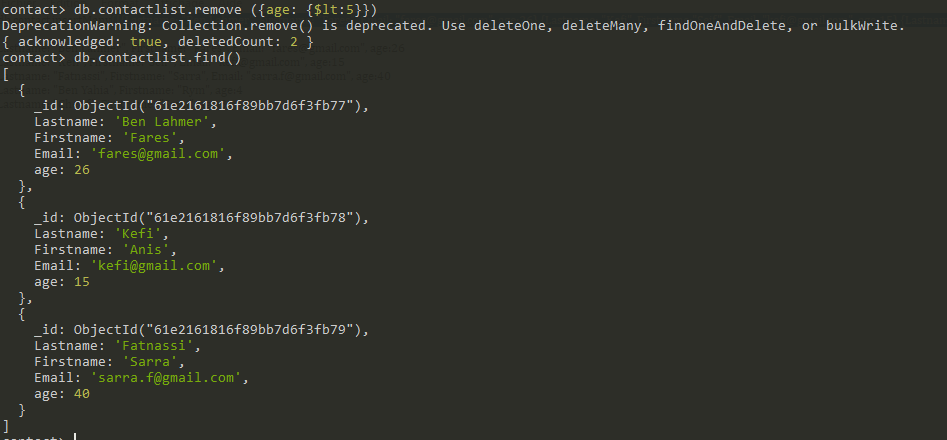 contact> db.contactlist.remove ({age: {$lt:5}})
DeprecationWarning: Collection.remove() is deprecated. Use deleteOne, deleteMany, findOneAndDelete, or bulkWrite.
{ acknowledged: true, deletedCount: 2 }
contact> db.contactlist.find()
[
  {
    _id: ObjectId("61e2161816f89bb7d6f3fb77"),
    Lastname: 'Ben Lahmer',
    Firstname: 'Fares',
    Email: 'fares@gmail.com',
    age: 26
  },
  {
    _id: ObjectId("61e2161816f89bb7d6f3fb78"),
    Lastname: 'Kefi',
    Firstname: 'Anis',
    Email: 'kefi@gmail.com',
    age: 15
  },
  {
    _id: ObjectId("61e2161816f89bb7d6f3fb79"),
    Lastname: 'Fatnassi',
    Firstname: 'Sarra',
    Email: 'sarra.f@gmail.com',
    age: 40
  }
]
contact>